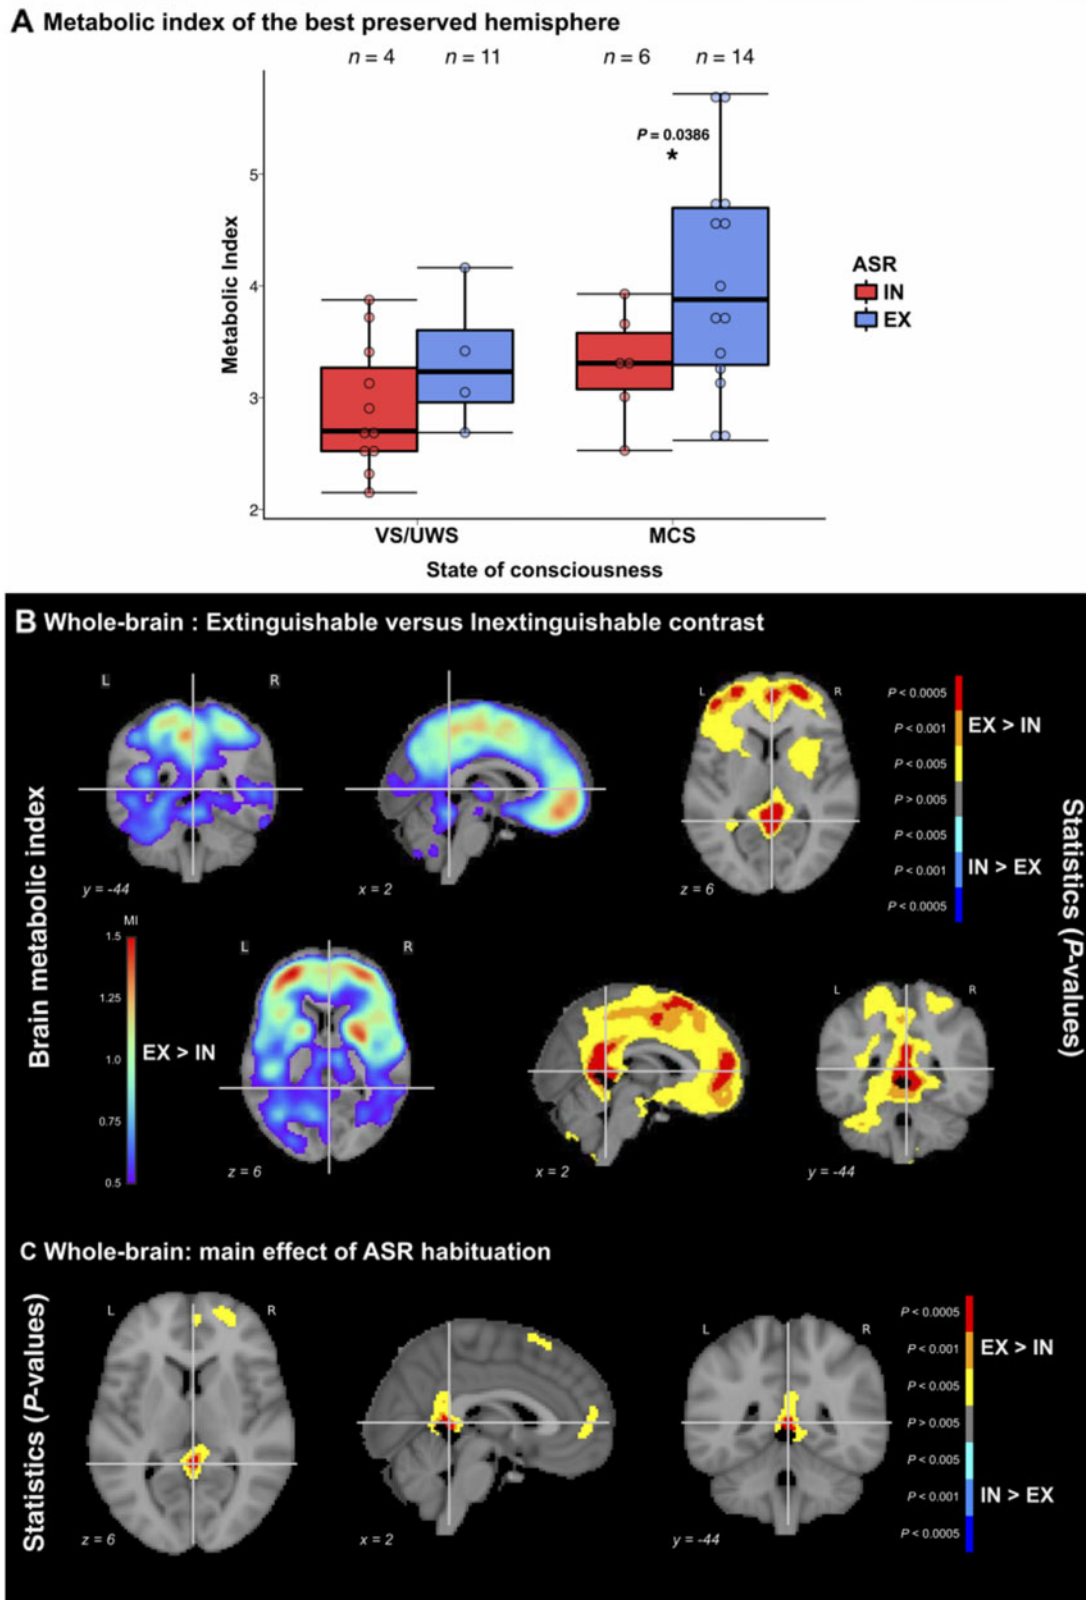 A Metabolic index of the best preserved hemisphere
n = 4 n = 11 n = 6 n = 14
P = 0.0386
*
5
4
3
2
Metabolic Index
ASR
IN
EX
VS/UWS MCS
State of consciousness
B Whole-brain : Extinguishable versus Inextinguishable contrast
L R
L R
P < 0.0005
P < 0.001 EX > IN
P < 0.005
P > 0.005
P < 0.005
P < 0.001 IN > EX
P < 0.0005
y = -44 x = 2 z = 6
Brain metabolic index
Statistics (P-values)
MI
1.5
1.25
1.0
0.75
0.5
EX > IN
L R
L R
z = 6 x = 2 y = -44
C Whole-brain: main effect of ASR habituation
Statistics (P-values)
L R
L R
P < 0.0005
P < 0.001 EX > IN
P < 0.005
P > 0.005
P < 0.005
P < 0.001 IN > EX
P < 0.0005
z = 6 x = 2 y = -44